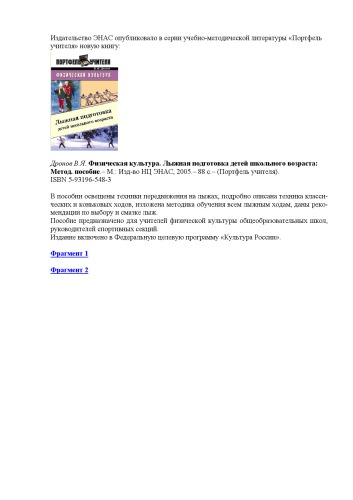 Издательство ЭНАС опубликовало в серии учебно-методической литературы «Портфель
учителя» новую книгу:
ПОРТФЕЛЬ УЧИТЕЛЯ
ФИЗИЧЕСКАЯ КУЛЬТУРА
Лыжная подготовка
детей школьного возраста
Дронов В.Я. Физическая культура. Лыжная подготовка детей школьного возраста:
Метод. пособие.– М.: Изд-во НЦ ЭНАС, 2005.– 88 с.– (Портфель учителя).
ISBN 5-93196-548-3
В пособии освещены техники передвижения на лыжах, подробно описана техника класси-
ческих и коньковых ходов, изложена методика обучения всем лыжным ходам, даны реко-
мендации по выбору и смазке лыж.
Пособие предназначено для учителей физической культуры общеобразовательных школ,
руководителей спортивных секций.
Издание включено в Федеральную целевую программу «Культура России».
Фрагмент 1
Фрагмент 2